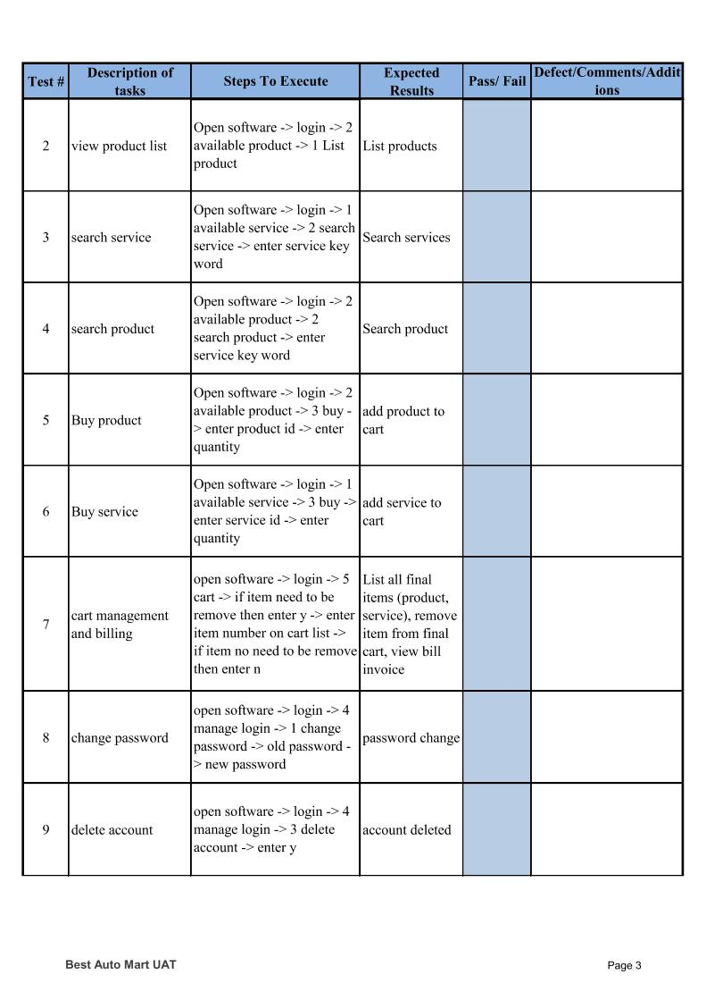 Test #
Description of
tasks
Steps To Execute
Expected
Results
Pass/ Fail
Defect/Comments/Addit
ions
2
view product list
Open software -> login -> 2
available product -> 1 List
product
List products
3
search service
Open software -> login -> 1
available service -> 2 search
service -> enter service key
word
Search services
4
search product
Open software -> login -> 2
available product -> 2
search product -> enter
service key word
Search product
5
Buy product
Open software -> login -> 2
available product -> 3 buy -
> enter product id -> enter
quantity
add product to
cart
6
Buy service
Open software -> login -> 1
available service -> 3 buy ->
enter service id -> enter
quantity
add service to
cart
7
cart management
and billing
open software -> login -> 5
cart -> if item need to be
remove then enter y -> enter
item number on cart list ->
if item no need to be remove
then enter n
List all final
items (product,
service), remove
item from final
cart, view bill
invoice
8
change password
open software -> login -> 4
manage login -> 1 change
password -> old password -
> new password
password change
9
delete account
open software -> login -> 4
manage login -> 3 delete
account -> enter y
account deleted
Best Auto Mart UAT
Page 3